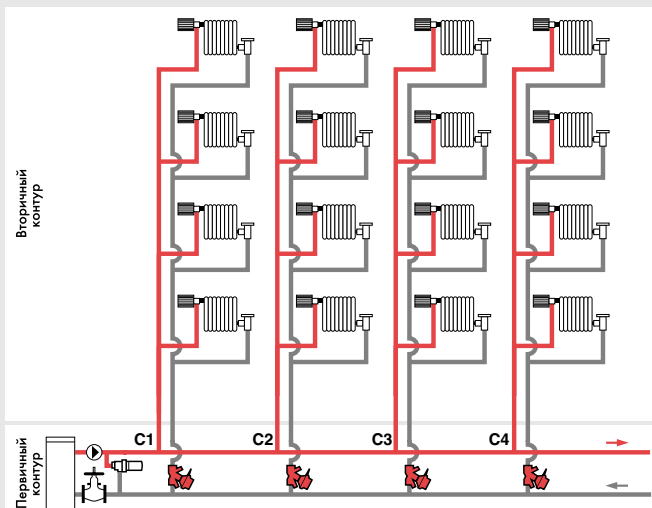 Вторичный
контур
C1
C2
C3
C4
Первичный
контур